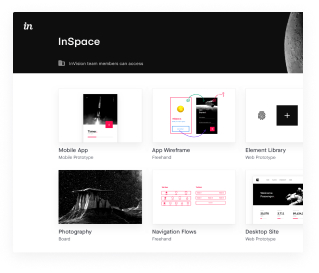 in
InSpace
InVision team members can access
Mobile App
Mobile Prototype
App Wireframe
Freehand
Element Library
Web Prototype
Photography
Board
Navigation Flows
Freehand
Desktop Site
Web Prototype